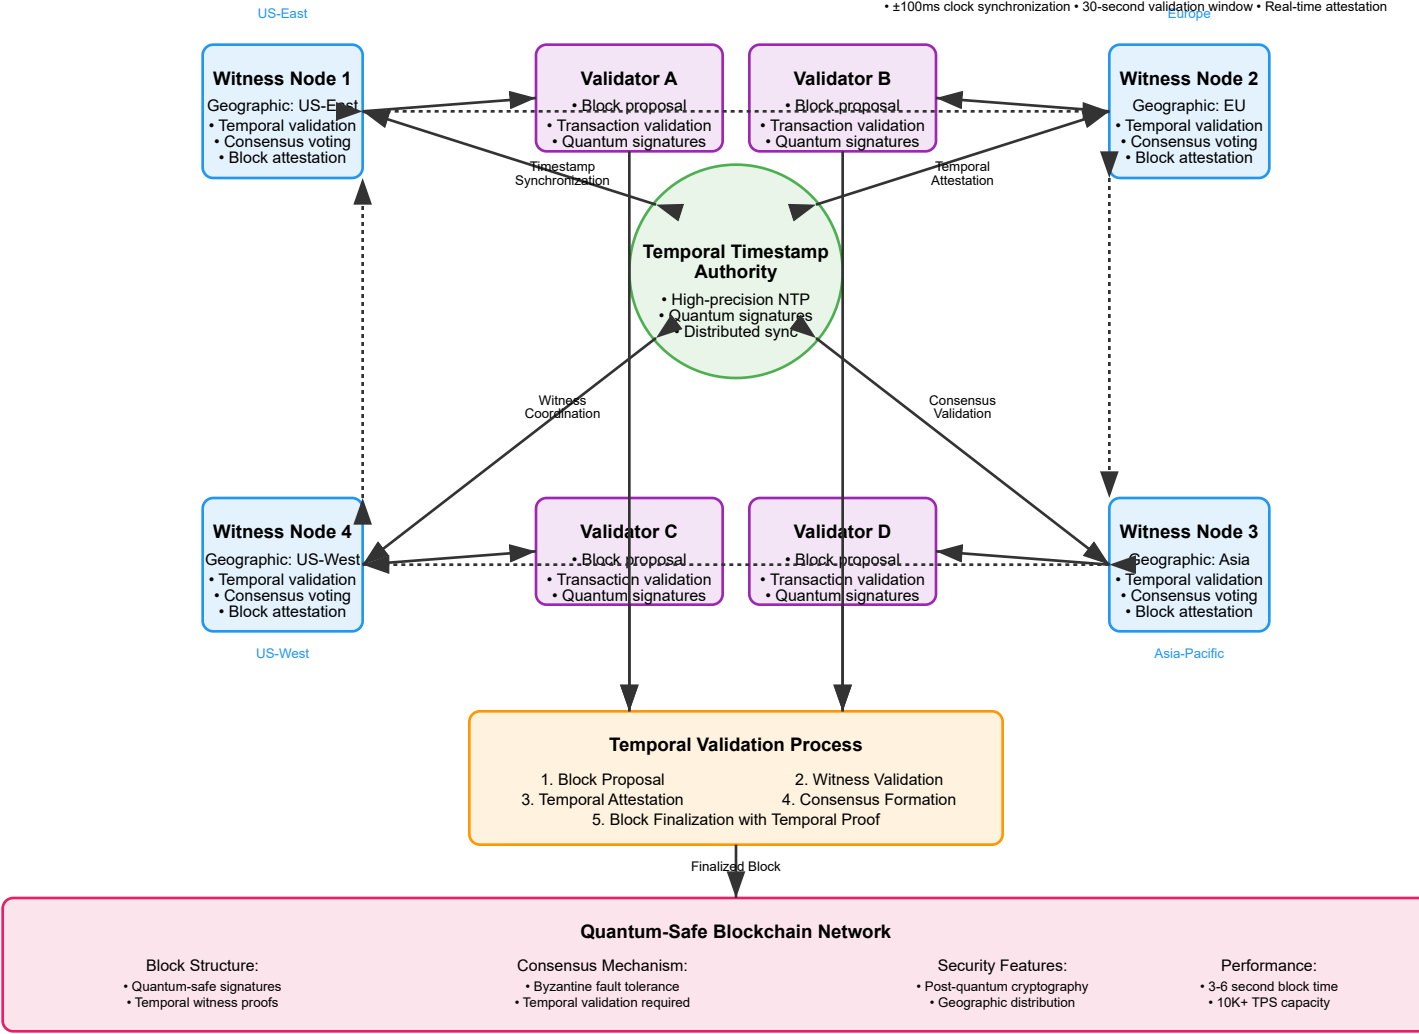 • ±100ms clock synchronization • 30-second validation window • Real-time attestation
US-East
Europe
Witness Node 1
Geographic: US-East
• Temporal validation
• Consensus voting
• Block attestation
Validator A
• Block proposal
• Transaction validation
• Quantum signatures
Validator B
• Block proposal
• Transaction validation
• Quantum signatures
Witness Node 2
Geographic: EU
• Temporal validation
• Consensus voting
• Block attestation
Timestamp
Synchronization
Temporal
Attestation
Temporal Timestamp
Authority
• High-precision NTP
• Quantum signatures
• Distributed sync
Witness
Coordination
Consensus
Validation
Witness Node 4
Geographic: US-West
• Temporal validation
• Consensus voting
• Block attestation
Validator C
• Block proposal
• Transaction validation
• Quantum signatures
Validator D
• Block proposal
• Transaction validation
• Quantum signatures
Witness Node 3
Geographic: Asia
• Temporal validation
• Consensus voting
• Block attestation
US-West
Asia-Pacific
Temporal Validation Process
1. Block Proposal
2. Witness Validation
3. Temporal Attestation
4. Consensus Formation
5. Block Finalization with Temporal Proof
Finalized Block
Quantum-Safe Blockchain Network
Block Structure:
• Quantum-safe signatures
• Temporal witness proofs
Consensus Mechanism:
• Byzantine fault tolerance
• Temporal validation required
Security Features:
• Post-quantum cryptography
• Geographic distribution
Performance:
• 3-6 second block time
• 10K+ TPS capacity